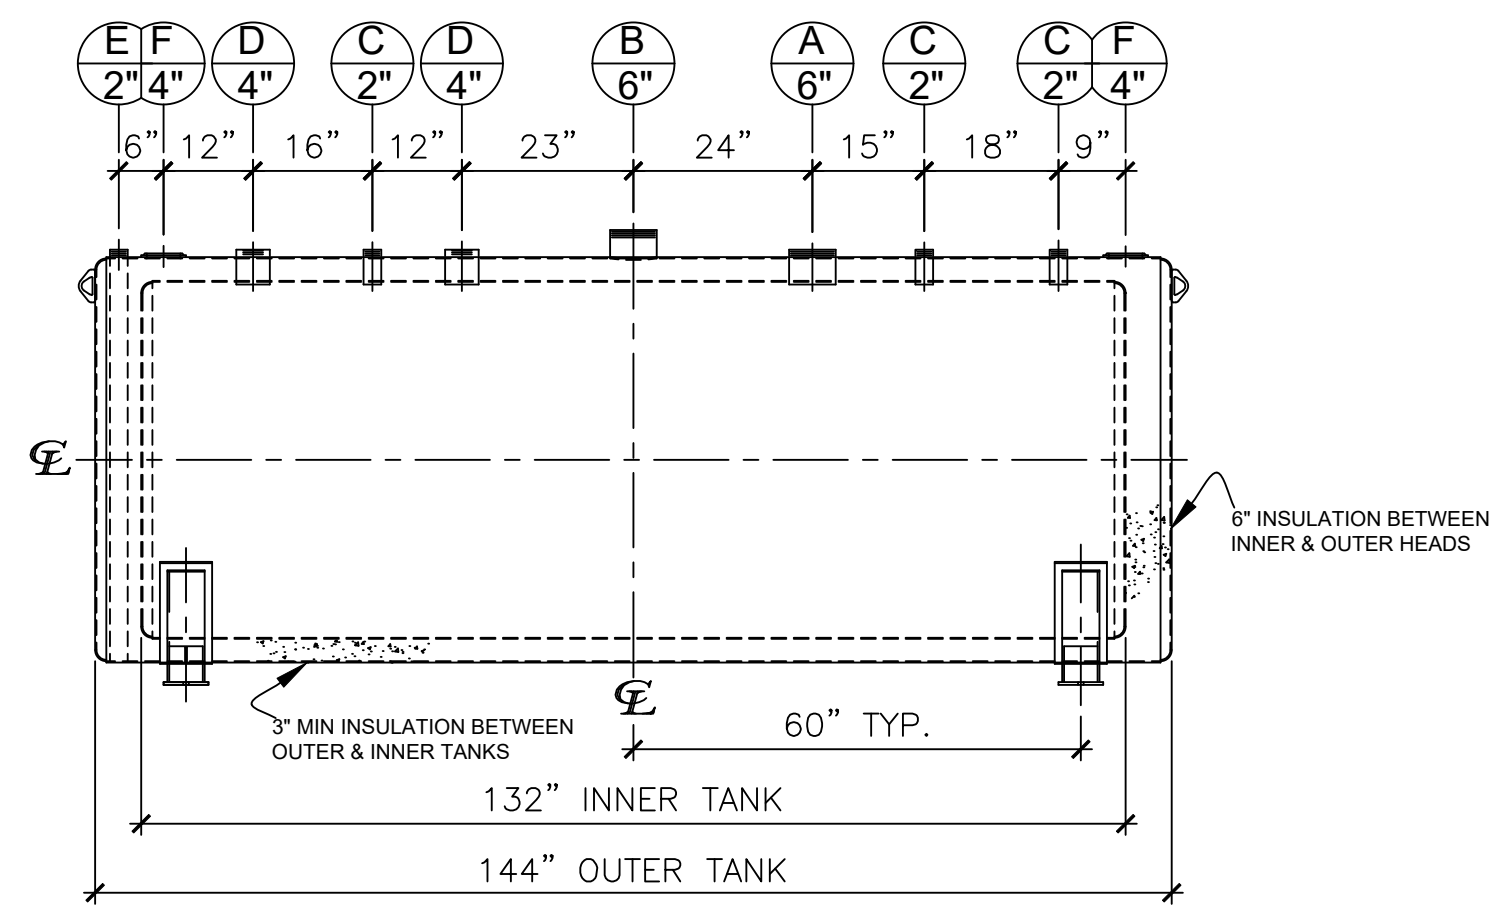 E F D C D B A C C F
2" 4" 4" 2" 4" 6" 6" 2" 2" 4"
6” 12” 16” 12” 23” 24” 15” 18” 9”
℄
6" INSULATION BETWEEN
INNER & OUTER HEADS
℄
3" MIN INSULATION BETWEEN
OUTER & INNER TANKS
60” TYP.
132” INNER TANK
144” OUTER TANK